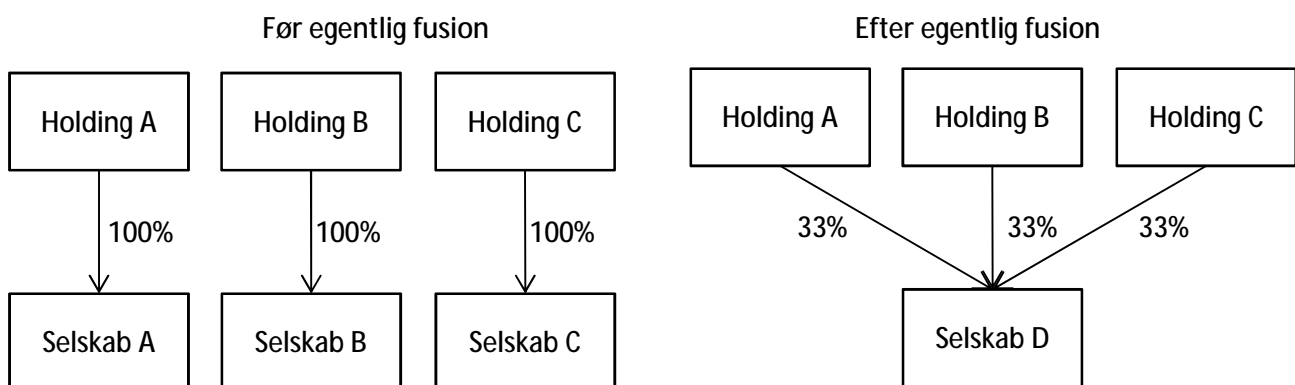 Før egentlig fusion
Efter egentlig fusion
Holding A
Holding B
Holding C
Holding A
Holding B
Holding C
100%
100%
100%
33%
33%
33%
Selskab A
Selskab B
Selskab C
Selskab D